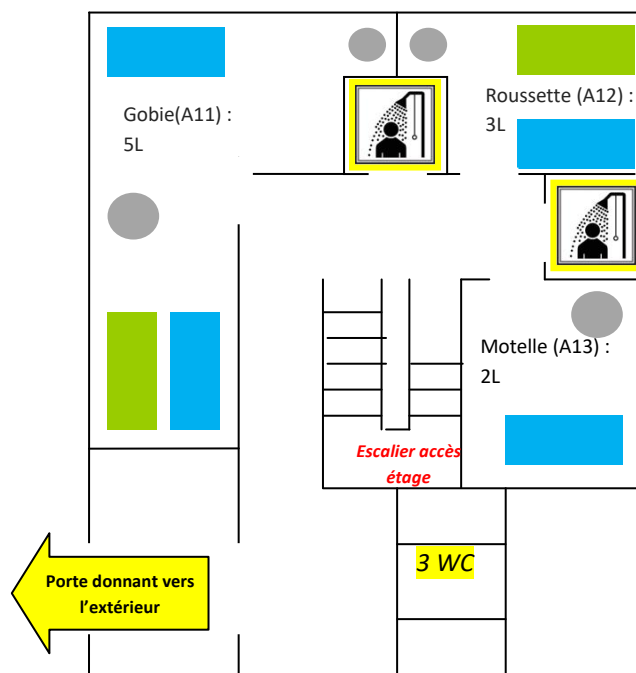 Gobie(A11) :
5L
Roussette (A12) :
3L
Motelle (A13) :
2L
Escalier accès
étage
3 WC
Porte donnant vers
l’extérieur